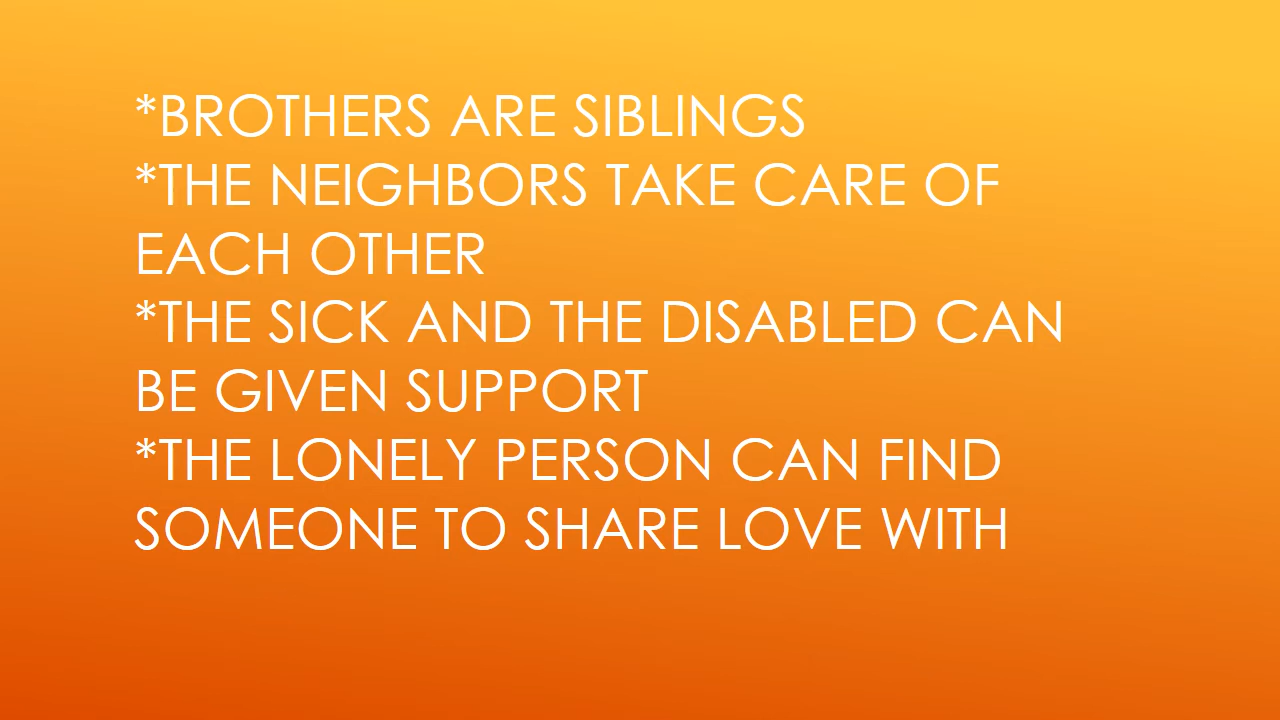 *BROTHERS ARE SIBLINGS
*THE NEIGHBORS TAKE CARE OF
EACH OTHER
*THE SICK AND THE DISABLED CAN
BE GIVEN SUPPORT
*THE LONELY PERSON CAN FIND
SOMEONE TO SHARE LOVE WITH